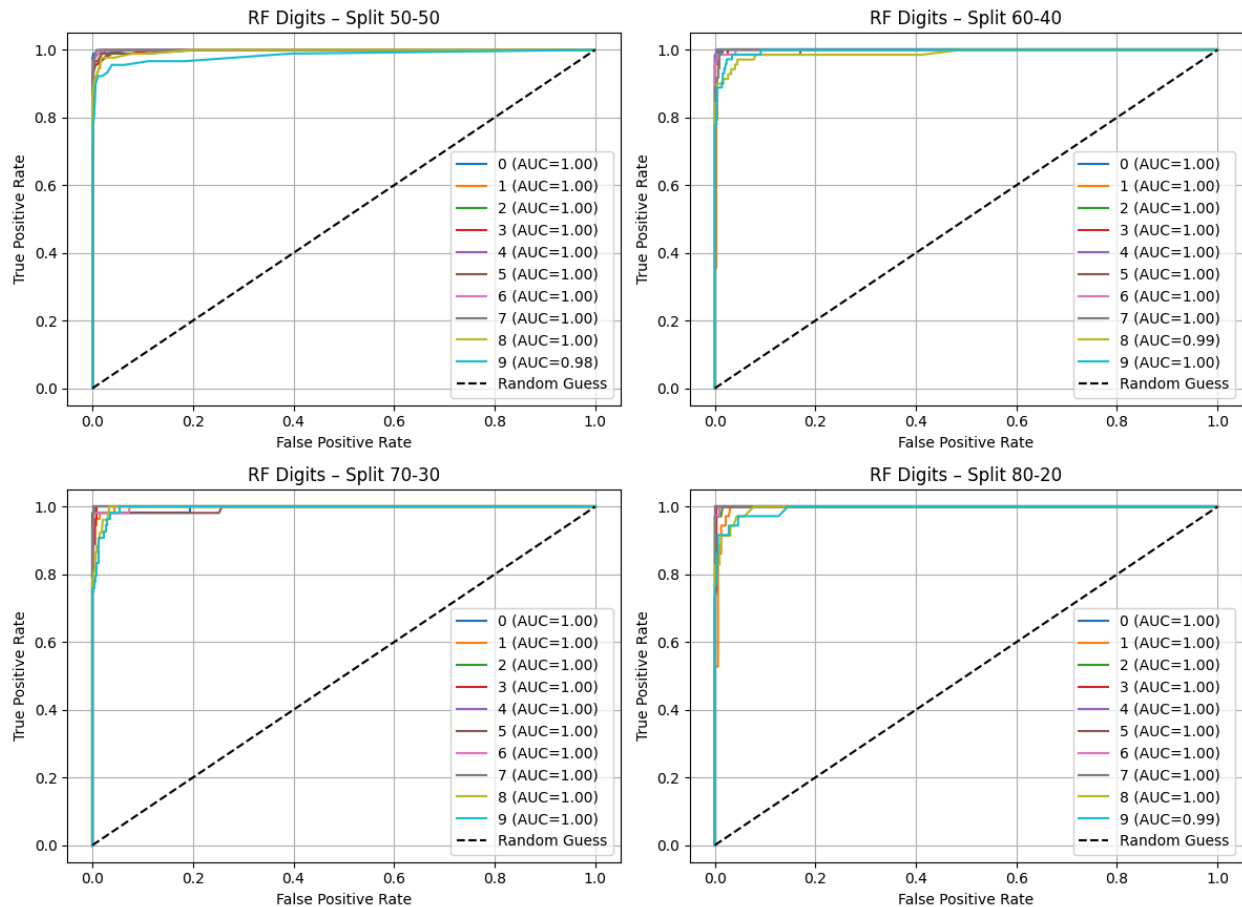 RF Digits – Split 50-50
True Positive Rate
1.0
0.8
0.6
0.4
0.2
0.0
0 (AUC=1.00)
1 (AUC=1.00)
2 (AUC=1.00)
3 (AUC=1.00)
4 (AUC=1.00)
5 (AUC=1.00)
6 (AUC=1.00)
7 (AUC=1.00)
8 (AUC=1.00)
9 (AUC=0.98)
Random Guess
0.0 0.2 0.4 0.6 0.8 1.0
False Positive Rate
RF Digits – Split 60-40
True Positive Rate
1.0
0.8
0.6
0.4
0.2
0.0
0 (AUC=1.00)
1 (AUC=1.00)
2 (AUC=1.00)
3 (AUC=1.00)
4 (AUC=1.00)
5 (AUC=1.00)
6 (AUC=1.00)
7 (AUC=1.00)
8 (AUC=0.99)
9 (AUC=1.00)
Random Guess
0.0 0.2 0.4 0.6 0.8 1.0
False Positive Rate
RF Digits – Split 70-30
True Positive Rate
1.0
0.8
0.6
0.4
0.2
0.0
0 (AUC=1.00)
1 (AUC=1.00)
2 (AUC=1.00)
3 (AUC=1.00)
4 (AUC=1.00)
5 (AUC=1.00)
6 (AUC=1.00)
7 (AUC=1.00)
8 (AUC=1.00)
9 (AUC=1.00)
Random Guess
0.0 0.2 0.4 0.6 0.8 1.0
False Positive Rate
RF Digits – Split 80-20
True Positive Rate
1.0
0.8
0.6
0.4
0.2
0.0
0 (AUC=1.00)
1 (AUC=1.00)
2 (AUC=1.00)
3 (AUC=1.00)
4 (AUC=1.00)
5 (AUC=1.00)
6 (AUC=1.00)
7 (AUC=1.00)
8 (AUC=1.00)
9 (AUC=0.99)
Random Guess
0.0 0.2 0.4 0.6 0.8 1.0
False Positive Rate